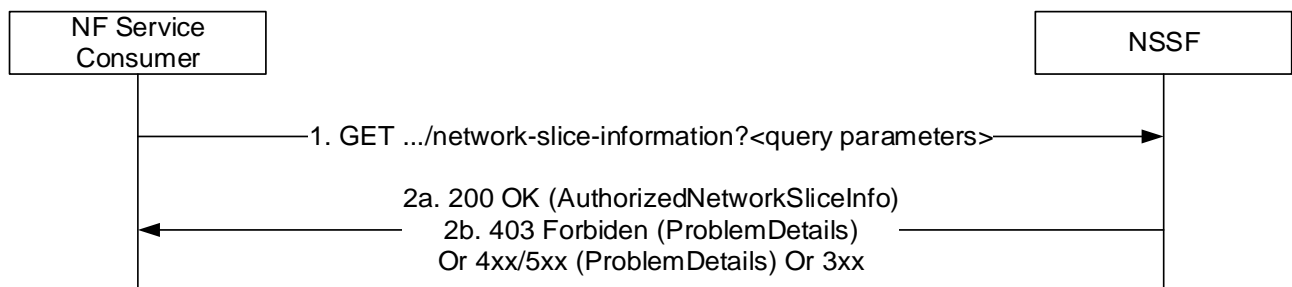 NF Service
Consumer
NSSF
1. GET .../network-slice-information?<query parameters>
2a. 200 OK (AuthorizedNetworkSliceInfo)
2b. 403 Forbiden (ProblemDetails)
Or 4xx/5xx (ProblemDetails) Or 3xx